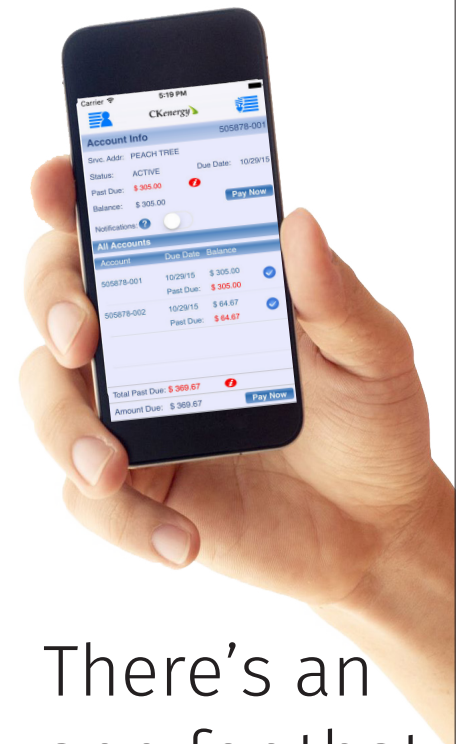 Carrier 5:19 PM
CKenergy
Account Info 505878-001
Srvc. Addr: PEACH TREE
Status: ACTIVE Due Date: 10/29/15
Past Due: $ 305.00 i Pay Now
Balance: $ 305.00
Notifications: ?
All Accounts
Account Due Date Balance
505878-001 10/29/15 $ 305.00
Past Due: $ 305.00
505878-002 10/29/15 $ 64.67
Past Due: $ 64.67
Total Past Due: $ 369.67 i
Amount Due: $ 369.67 Pay Now
There's an
app for that